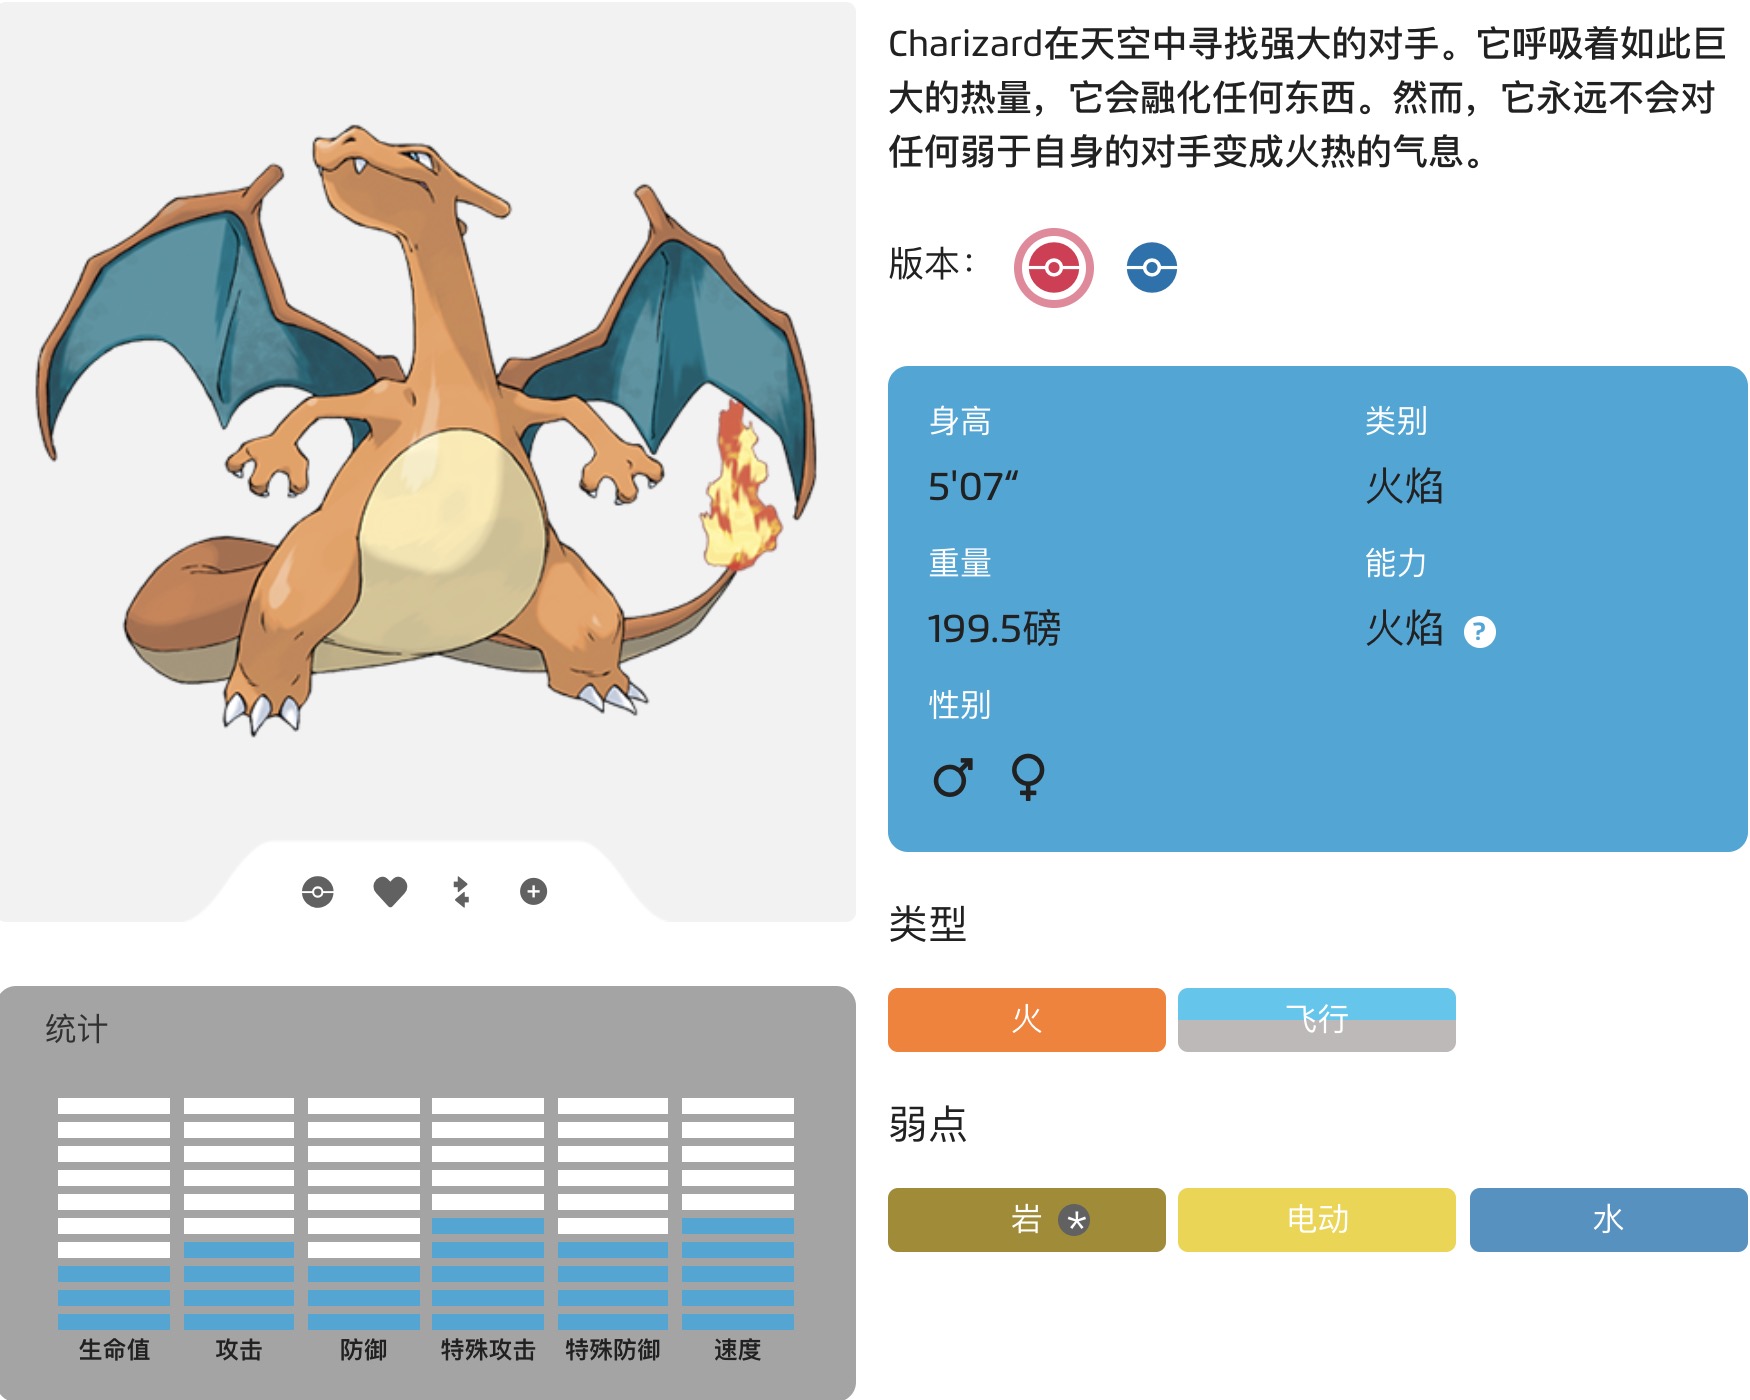 Charizard在天空中寻找强大的对手。它呼吸着如此巨
大的热量，它会融化任何东西。然而，它永远不会对
任何弱于自身的对手变成火热的气息。
版本：
身高
类别
5'07“
火焰
重量
能力
199.5磅
火焰 ?
性别
♂ ♀
类型
火 飞行
弱点
岩 * 电动 水
统计
生命值 攻击 防御 特殊攻击 特殊防御 速度